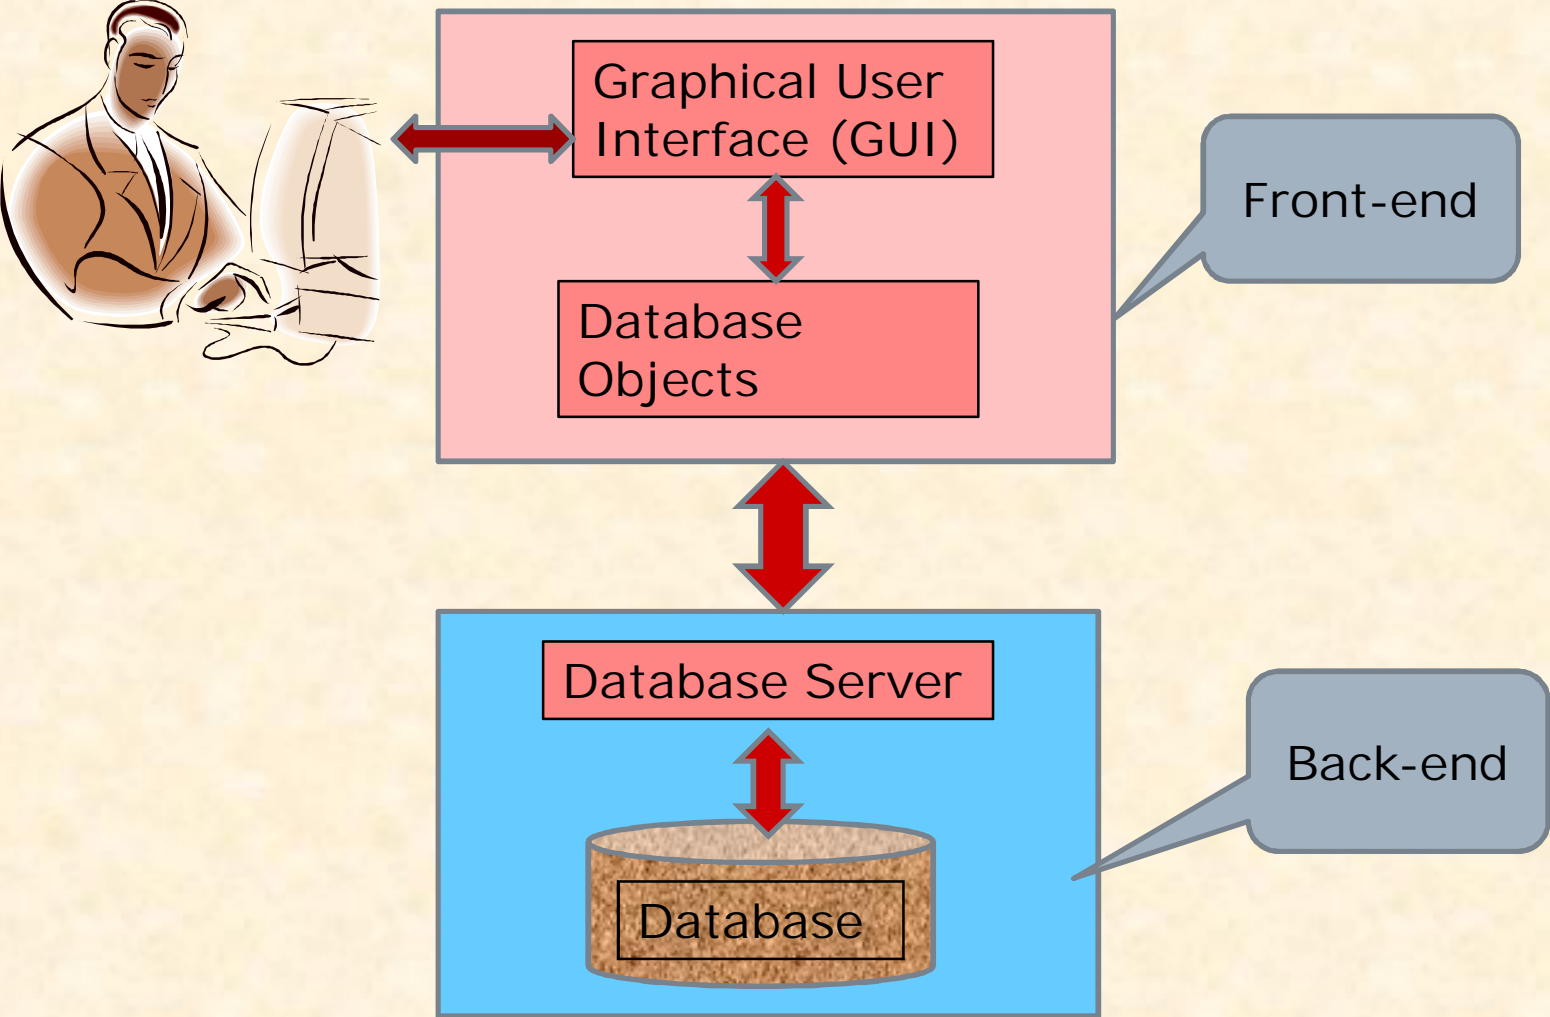 Graphical User
Interface (GUI)
Front-end
Database
Objects
Database Server
Back-end
Database